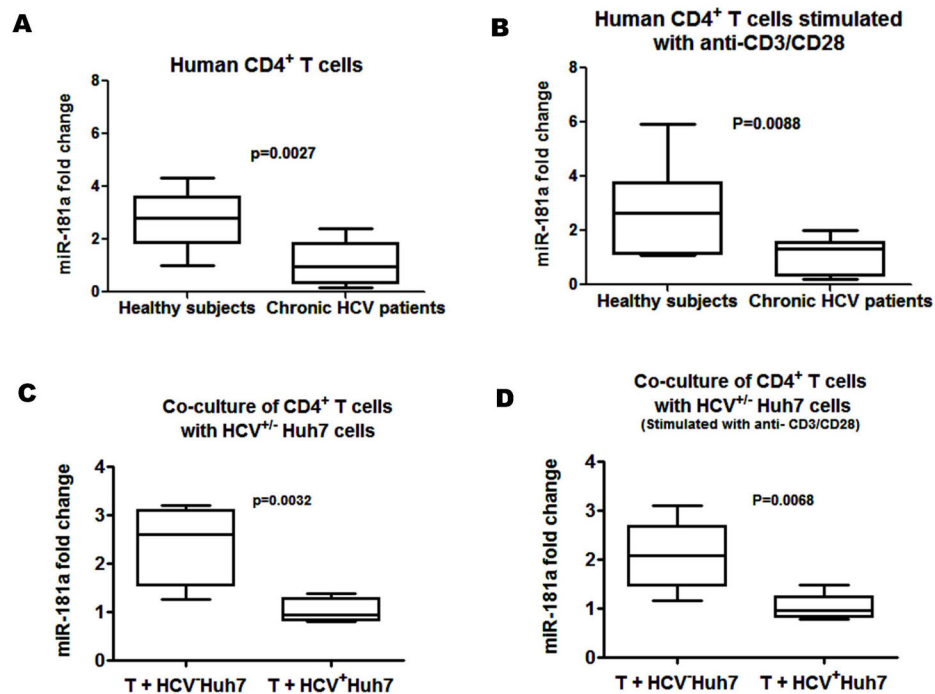 A
Human CD4+ T cells
miR-181a fold change
8
6
4
2
0
p=0.0027
Healthy subjects
Chronic HCV patients
B
Human CD4+ T cells stimulated
with anti-CD3/CD28
miR-181a fold change
8
6
4
2
0
P=0.0088
Healthy subjects
Chronic HCV patients
C
Co-culture of CD4+ T cells
with HCV+/- Huh7 cells
miR-181a fold change
4
3
2
1
0
p=0.0032
T + HCV-Huh7
T + HCV+Huh7
D
Co-culture of CD4+ T cells
with HCV+/- Huh7 cells
(Stimulated with anti- CD3/CD28)
miR-181a fold change
4
3
2
1
0
P=0.0068
T + HCV-Huh7
T + HCV+Huh7